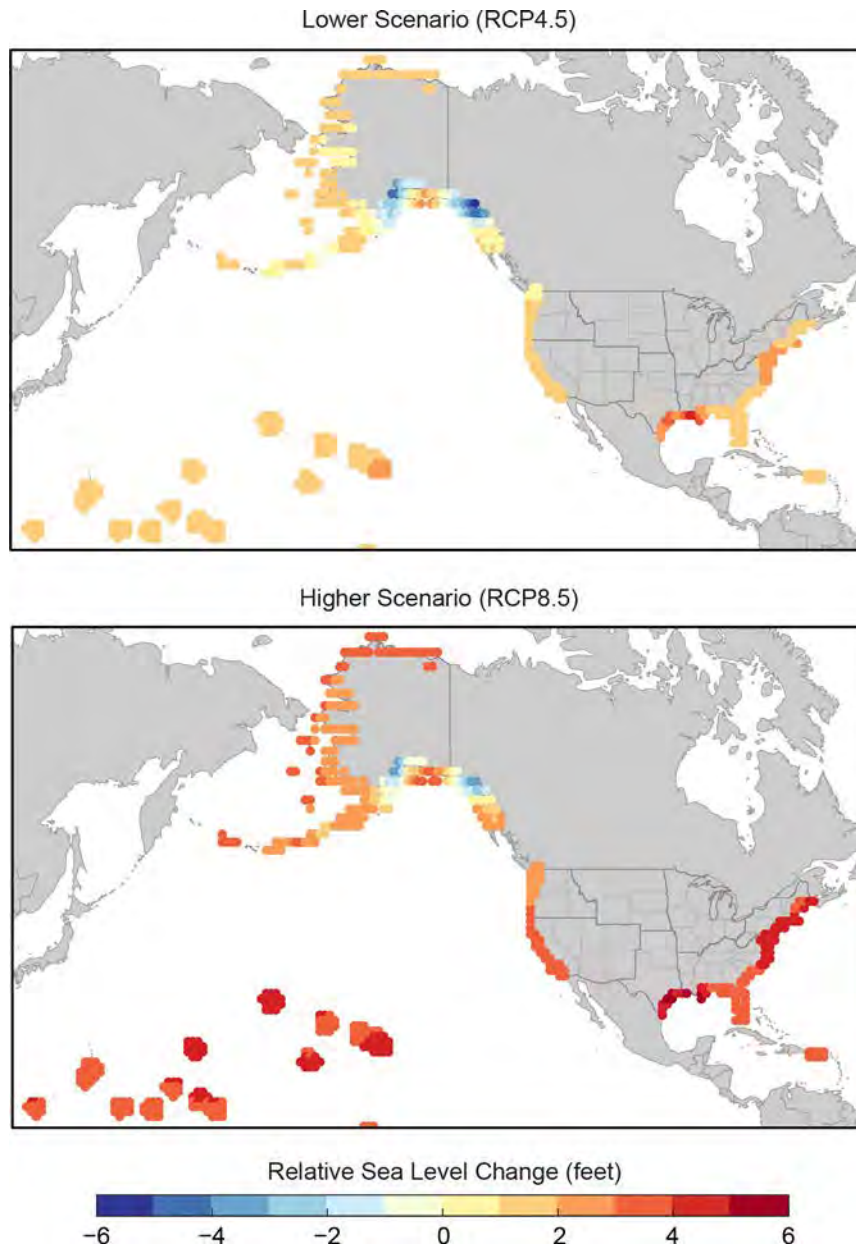 Lower Scenario (RCP4.5)
Higher Scenario (RCP8.5)
Relative Sea Level Change (feet)
−6 −4 −2 0 2 4 6